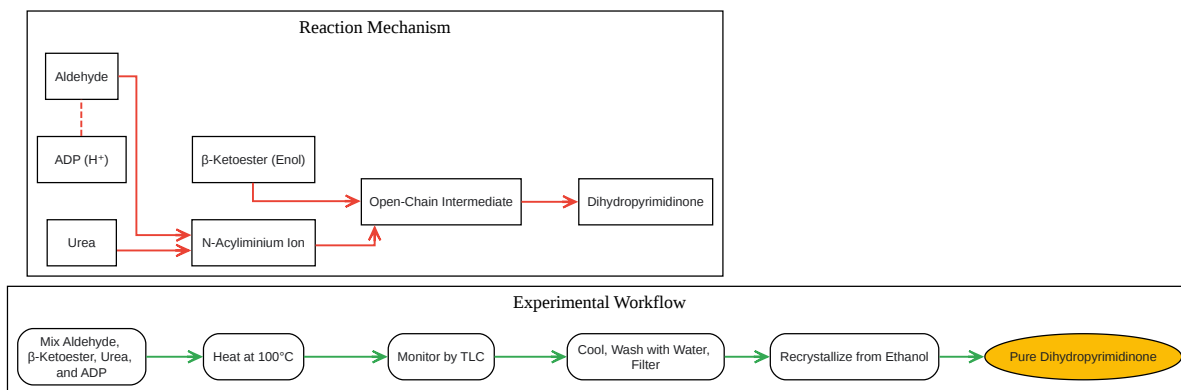 Reaction Mechanism
Aldehyde
ADP (H⁺)
β-Ketoester (Enol)
Open-Chain Intermediate
Dihydropyrimidinone
Urea
N-Acyliminium Ion
Experimental Workflow
Mix Aldehyde,
β-Ketoester, Urea,
and ADP
Heat at 100°C
Monitor by TLC
Cool, Wash with Water,
Filter
Recrystallize from Ethanol
Pure Dihydropyrimidinone